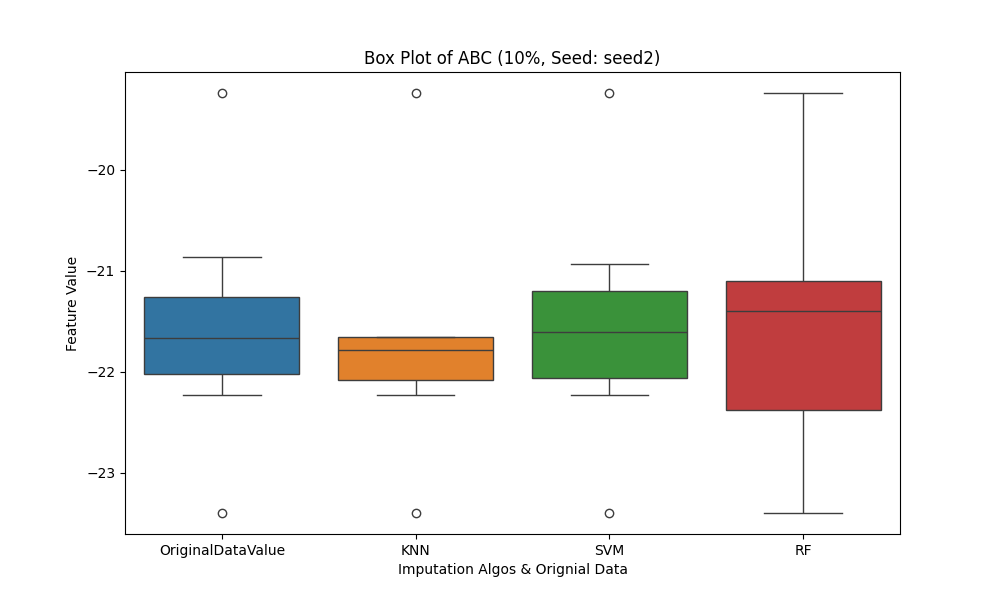 Box Plot of ABC (10%, Seed: seed2)
Feature Value
−20
−21
−22
−23
OriginalDataValue
KNN
SVM
RF
Imputation Algos & Orignial Data